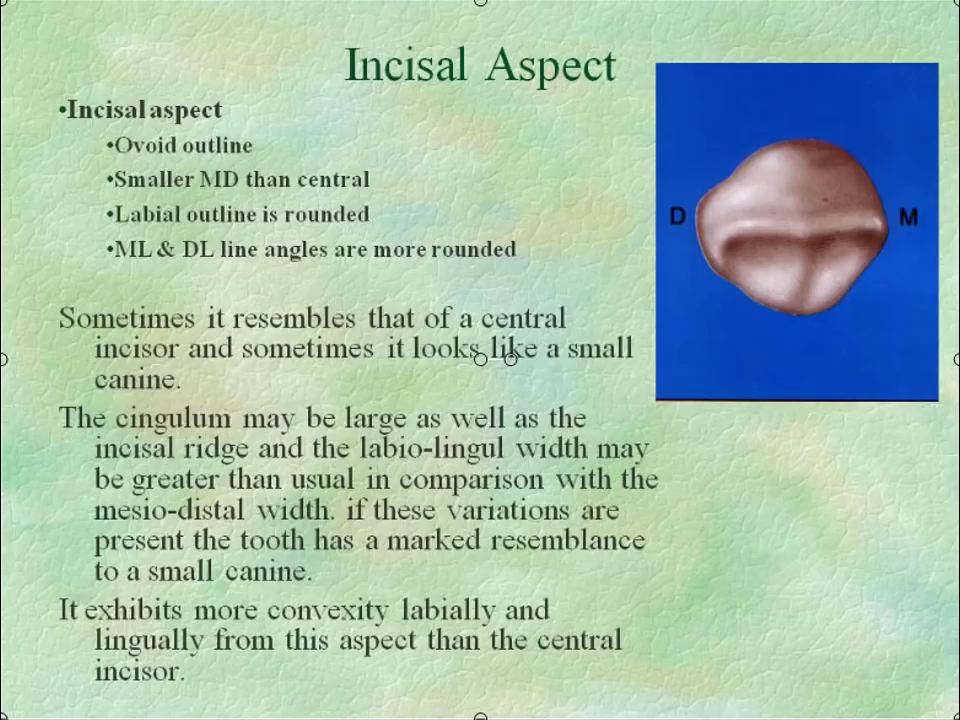 Incisal Aspect
•Incisal aspect
•Ovoid outline
•Smaller MD than central
•Labial outline is rounded
•ML & DL line angles are more rounded
D
M
Sometimes it resembles that of a central
incisor and sometimes it looks like a small
canine.
The cingulum may be large as well as the
incisal ridge and the labio-lingul width may
be greater than usual in comparison with the
mesio-distal width. if these variations are
present the tooth has a marked resemblance
to a small canine.
It exhibits more convexity labially and
lingually from this aspect than the central
incisor.